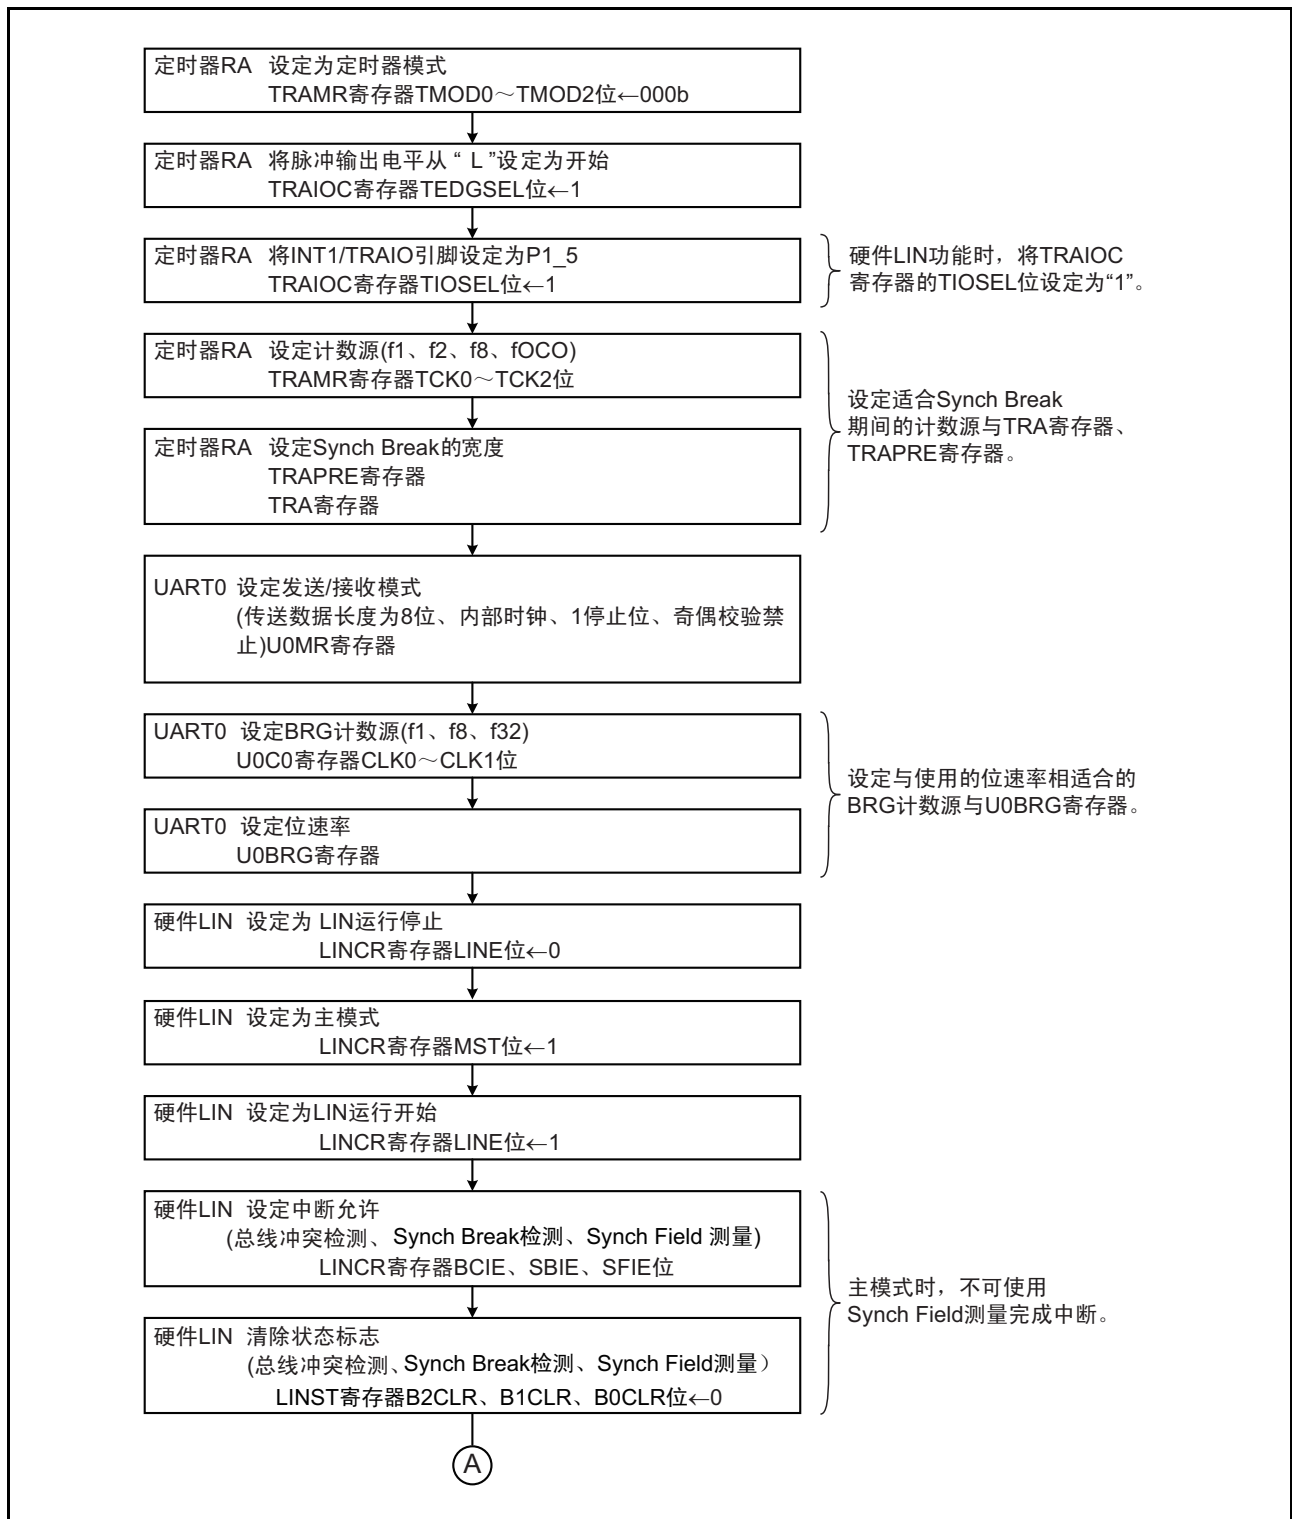 定时器RA 设定为定时器模式
TRAMR寄存器TMOD0～TMOD2位←000b
定时器RA 将脉冲输出电平从“ L ”设定为开始
TRAIOC寄存器TEDGSEL位←1
定时器RA 将INT1/TRAIO引脚设定为P1_5
TRAIOC寄存器TIOSEL位←1
硬件LIN功能时，将TRAIOC
寄存器的TIOSEL位设定为“1”。
定时器RA 设定计数源(f1、f2、f8、fOCO)
TRAMR寄存器TCK0～TCK2位
定时器RA 设定Synch Break的宽度
TRAPRE寄存器
TRA寄存器
设定适合Synch Break
期间的计数源与TRA寄存器、
TRAPRE寄存器。
UART0 设定发送/接收模式
(传送数据长度为8位、内部时钟、1停止位、奇偶校验禁
止)U0MR寄存器
UART0 设定BRG计数源(f1、f8、f32)
U0C0寄存器CLK0～CLK1位
UART0 设定位速率
U0BRG寄存器
设定与使用的位速率相适合的
BRG计数源与U0BRG寄存器。
硬件LIN 设定为 LIN运行停止
LINCR寄存器LINE位←0
硬件LIN 设定为主模式
LINCR寄存器MST位←1
硬件LIN 设定为LIN运行开始
LINCR寄存器LINE位←1
硬件LIN 设定中断允许
(总线冲突检测、 Synch Break检测、Synch Field 测量)
LINCR寄存器BCIE、SBIE、SFIE位
硬件LIN 清除状态标志
(总线冲突检测、Synch Break检测、Synch Field测量）
LINST寄存器B2CLR、B1CLR、B0CLR位←0
主模式时，不可使用
Synch Field测量完成中断。
A